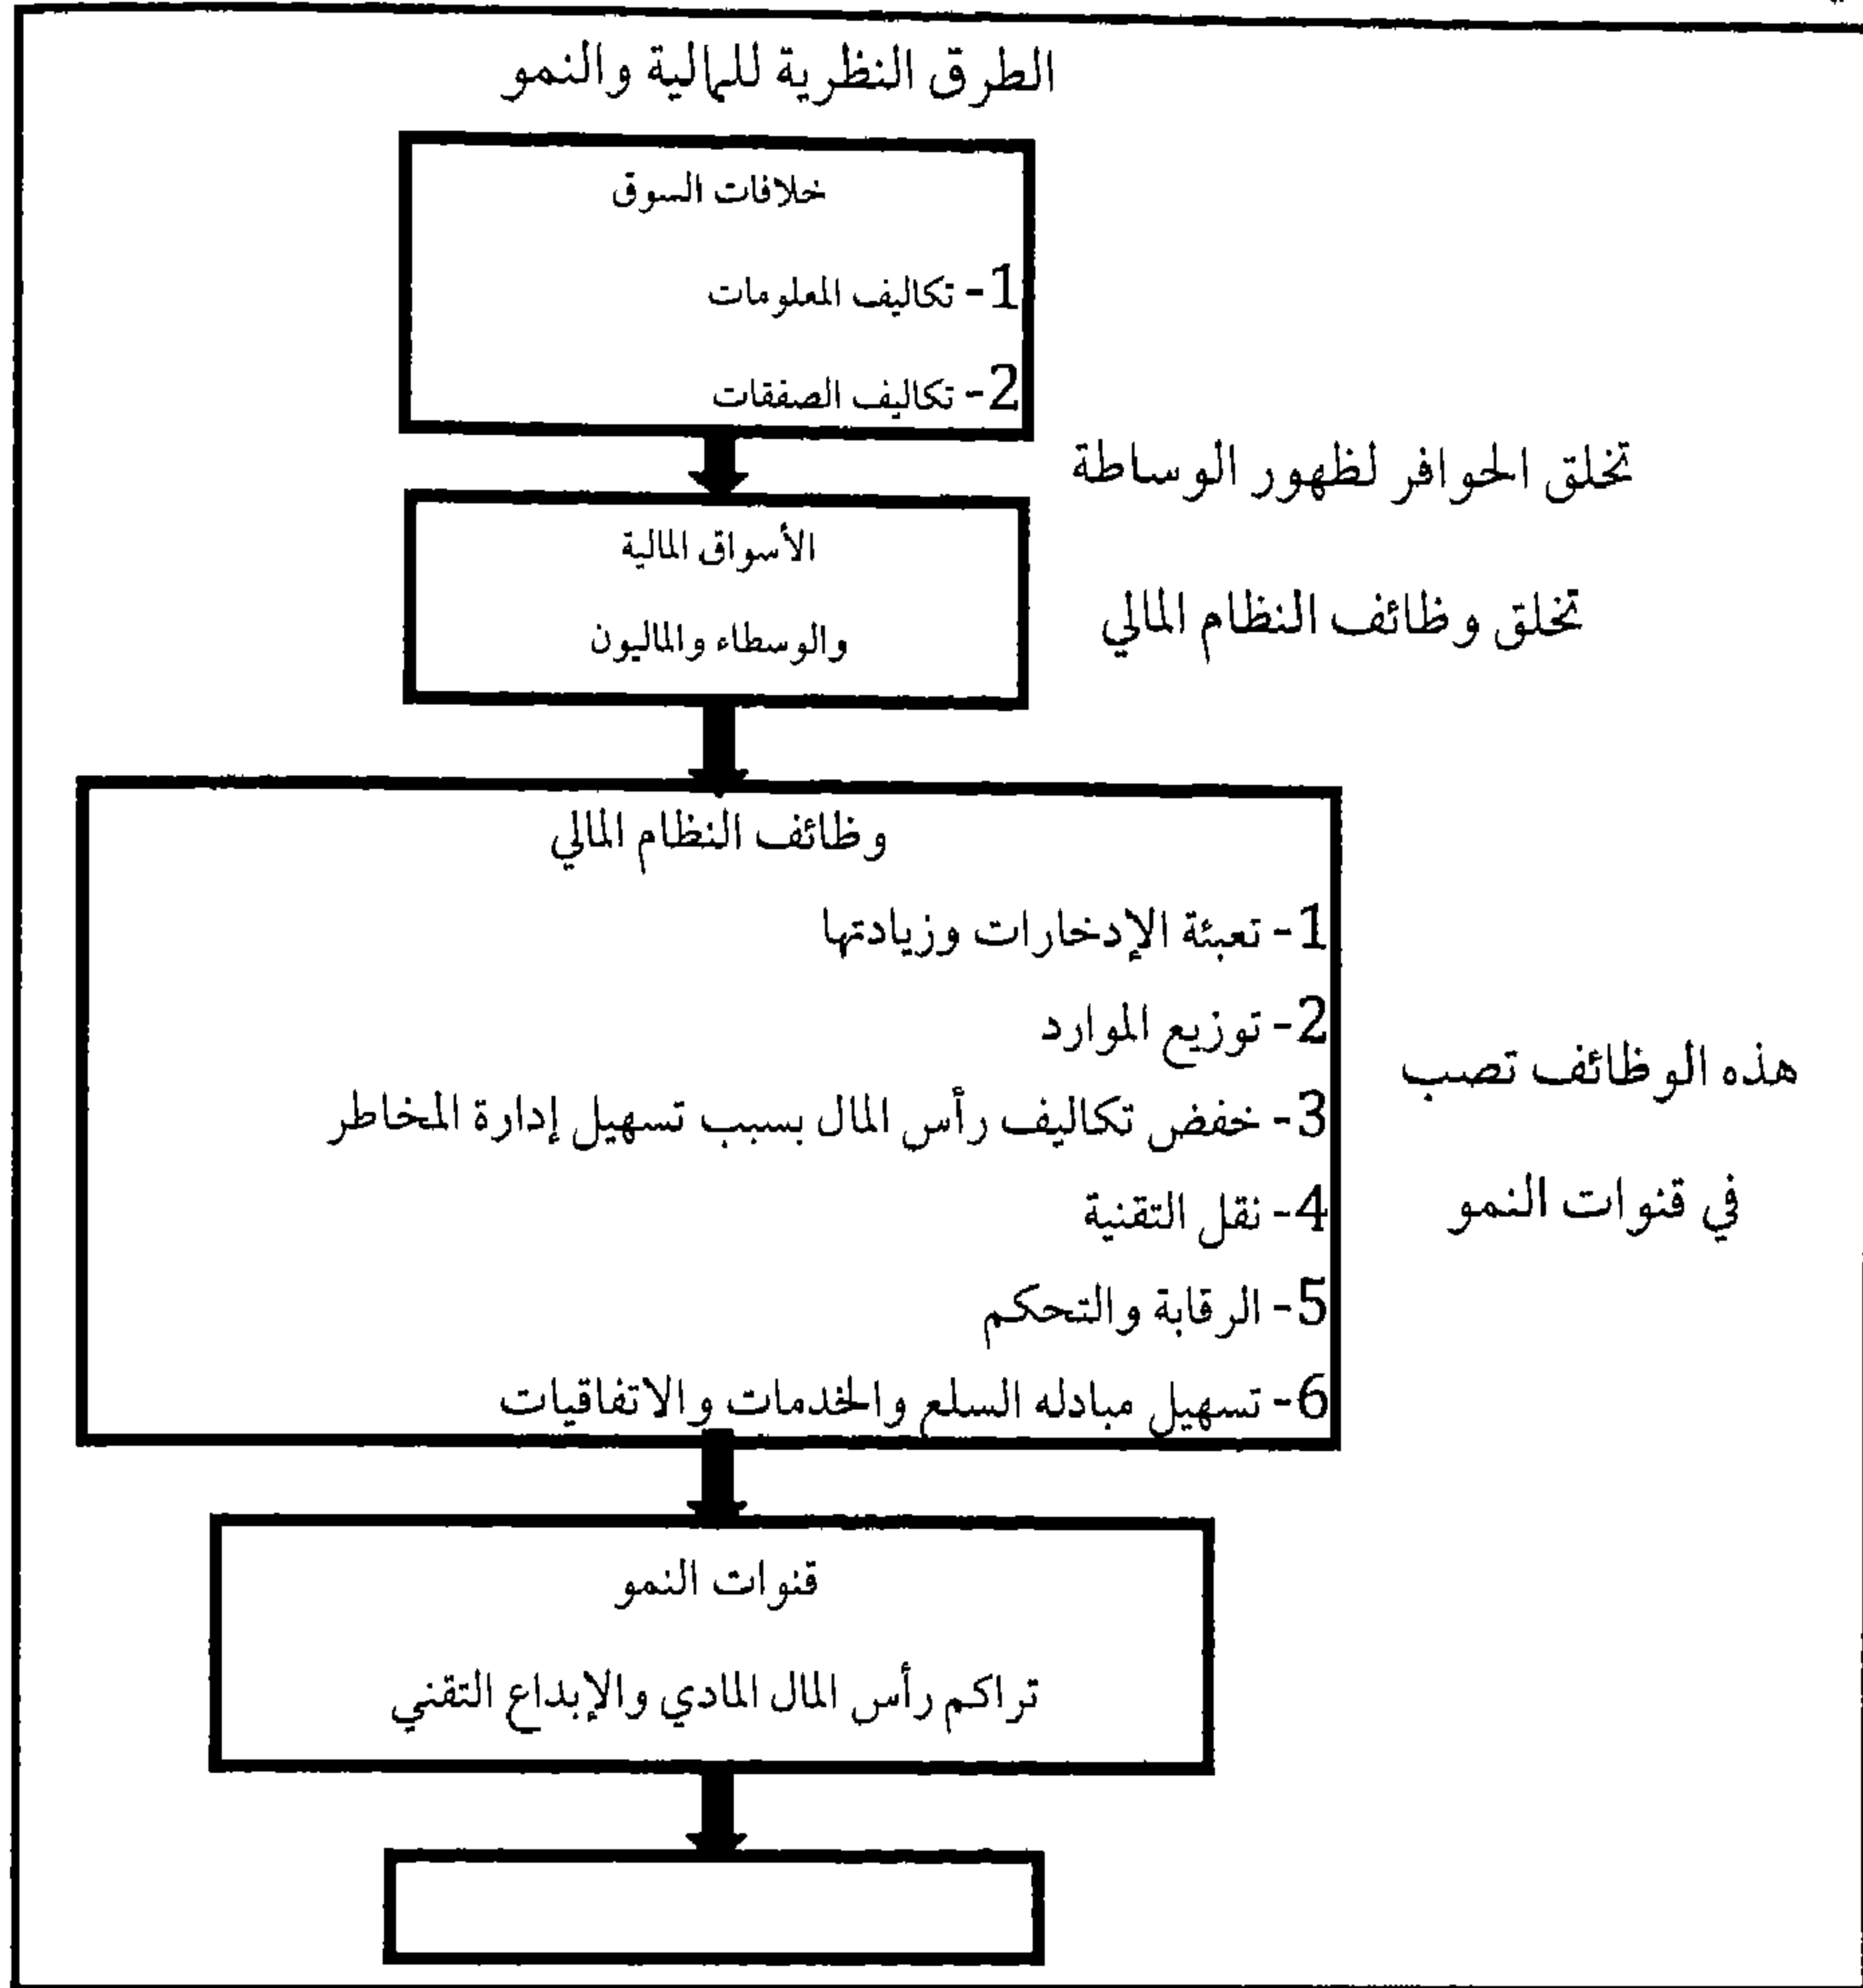 الطرق النظرية للمالية والنمو
خلافات السوق
1- تكاليف المعلومات
2- تكاليف الصفقات
تخلق الحوافر لظهور الوساطة
الأسواق المالية
والوسطاء والماليون
تخلق وظائف النظام المالي
وظائف النظام المالي
1- تعبئة الإدخارات وزيادتها
2- توزيع الموارد
3- خفض تكاليف رأس المال بسبب تسهيل إدارة المخاطر
4- نقل التقنية
5- الرقابة والتحكم
6- تسهيل مبادله السلع والخدمات والاتفاقيات
هذه الوظائف تصب
في قنوات النمو
قنوات النمو
تراكم رأس المال المادي والإبداع التقني